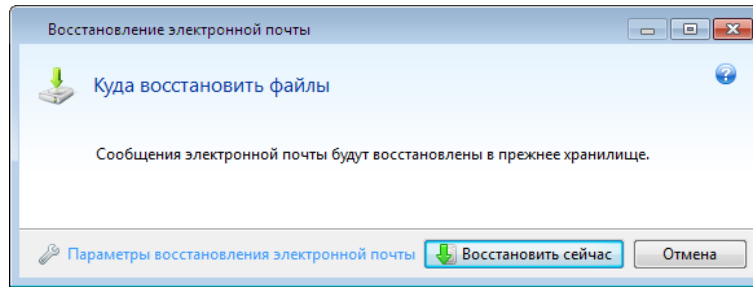 Восстановление электронной почты
Куда восстановить файлы
Сообщения электронной почты будут восстановлены в прежнее хранилище.
Параметры восстановления электронной почты Восстановить сейчас Отмена